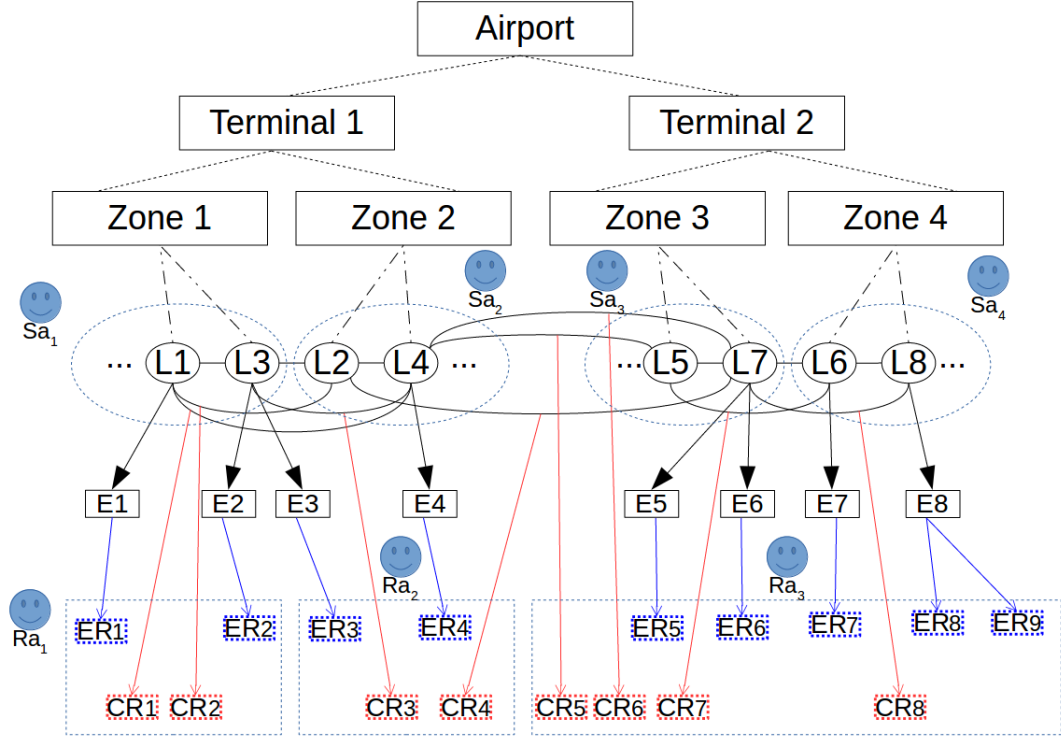 Airport
Terminal 1 Terminal 2
Zone 1 Zone 2 Zone 3 Zone 4
Sa1 Sa2 Sa3 Sa4
... L1 L3 L2 L4 ... ... L5 L7 L6 L8 ...
E1 E2 E3 E4 E5 E6 E7 E8
Ra1 Ra2 Ra3
ER1 ER2 ER3 ER4 ER5 ER6 ER7 ER8 ER9
CR1 CR2 CR3 CR4 CR5 CR6 CR7 CR8